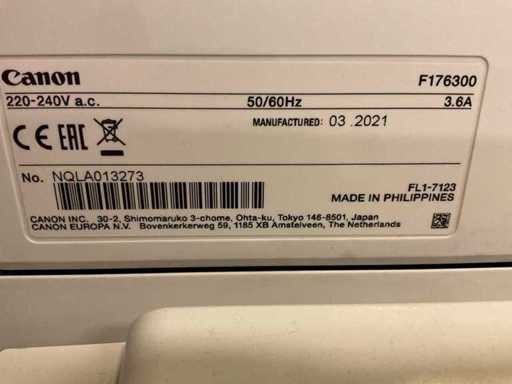 Canon F176300
220-240V a.c. 50/60Hz 3.6A
MANUFACTURED: 03.2021
CE EAC
No. NQLA013273
FL1-7123
MADE IN PHILIPPINES
CANON INC. 30-2, Shimomaruko 3-chome, Ohta-ku, Tokyo 146-8501, Japan
CANON EUROPA N.V. Bovenkerkerweg 59, 1185 XB Amstelveen, The Netherlands